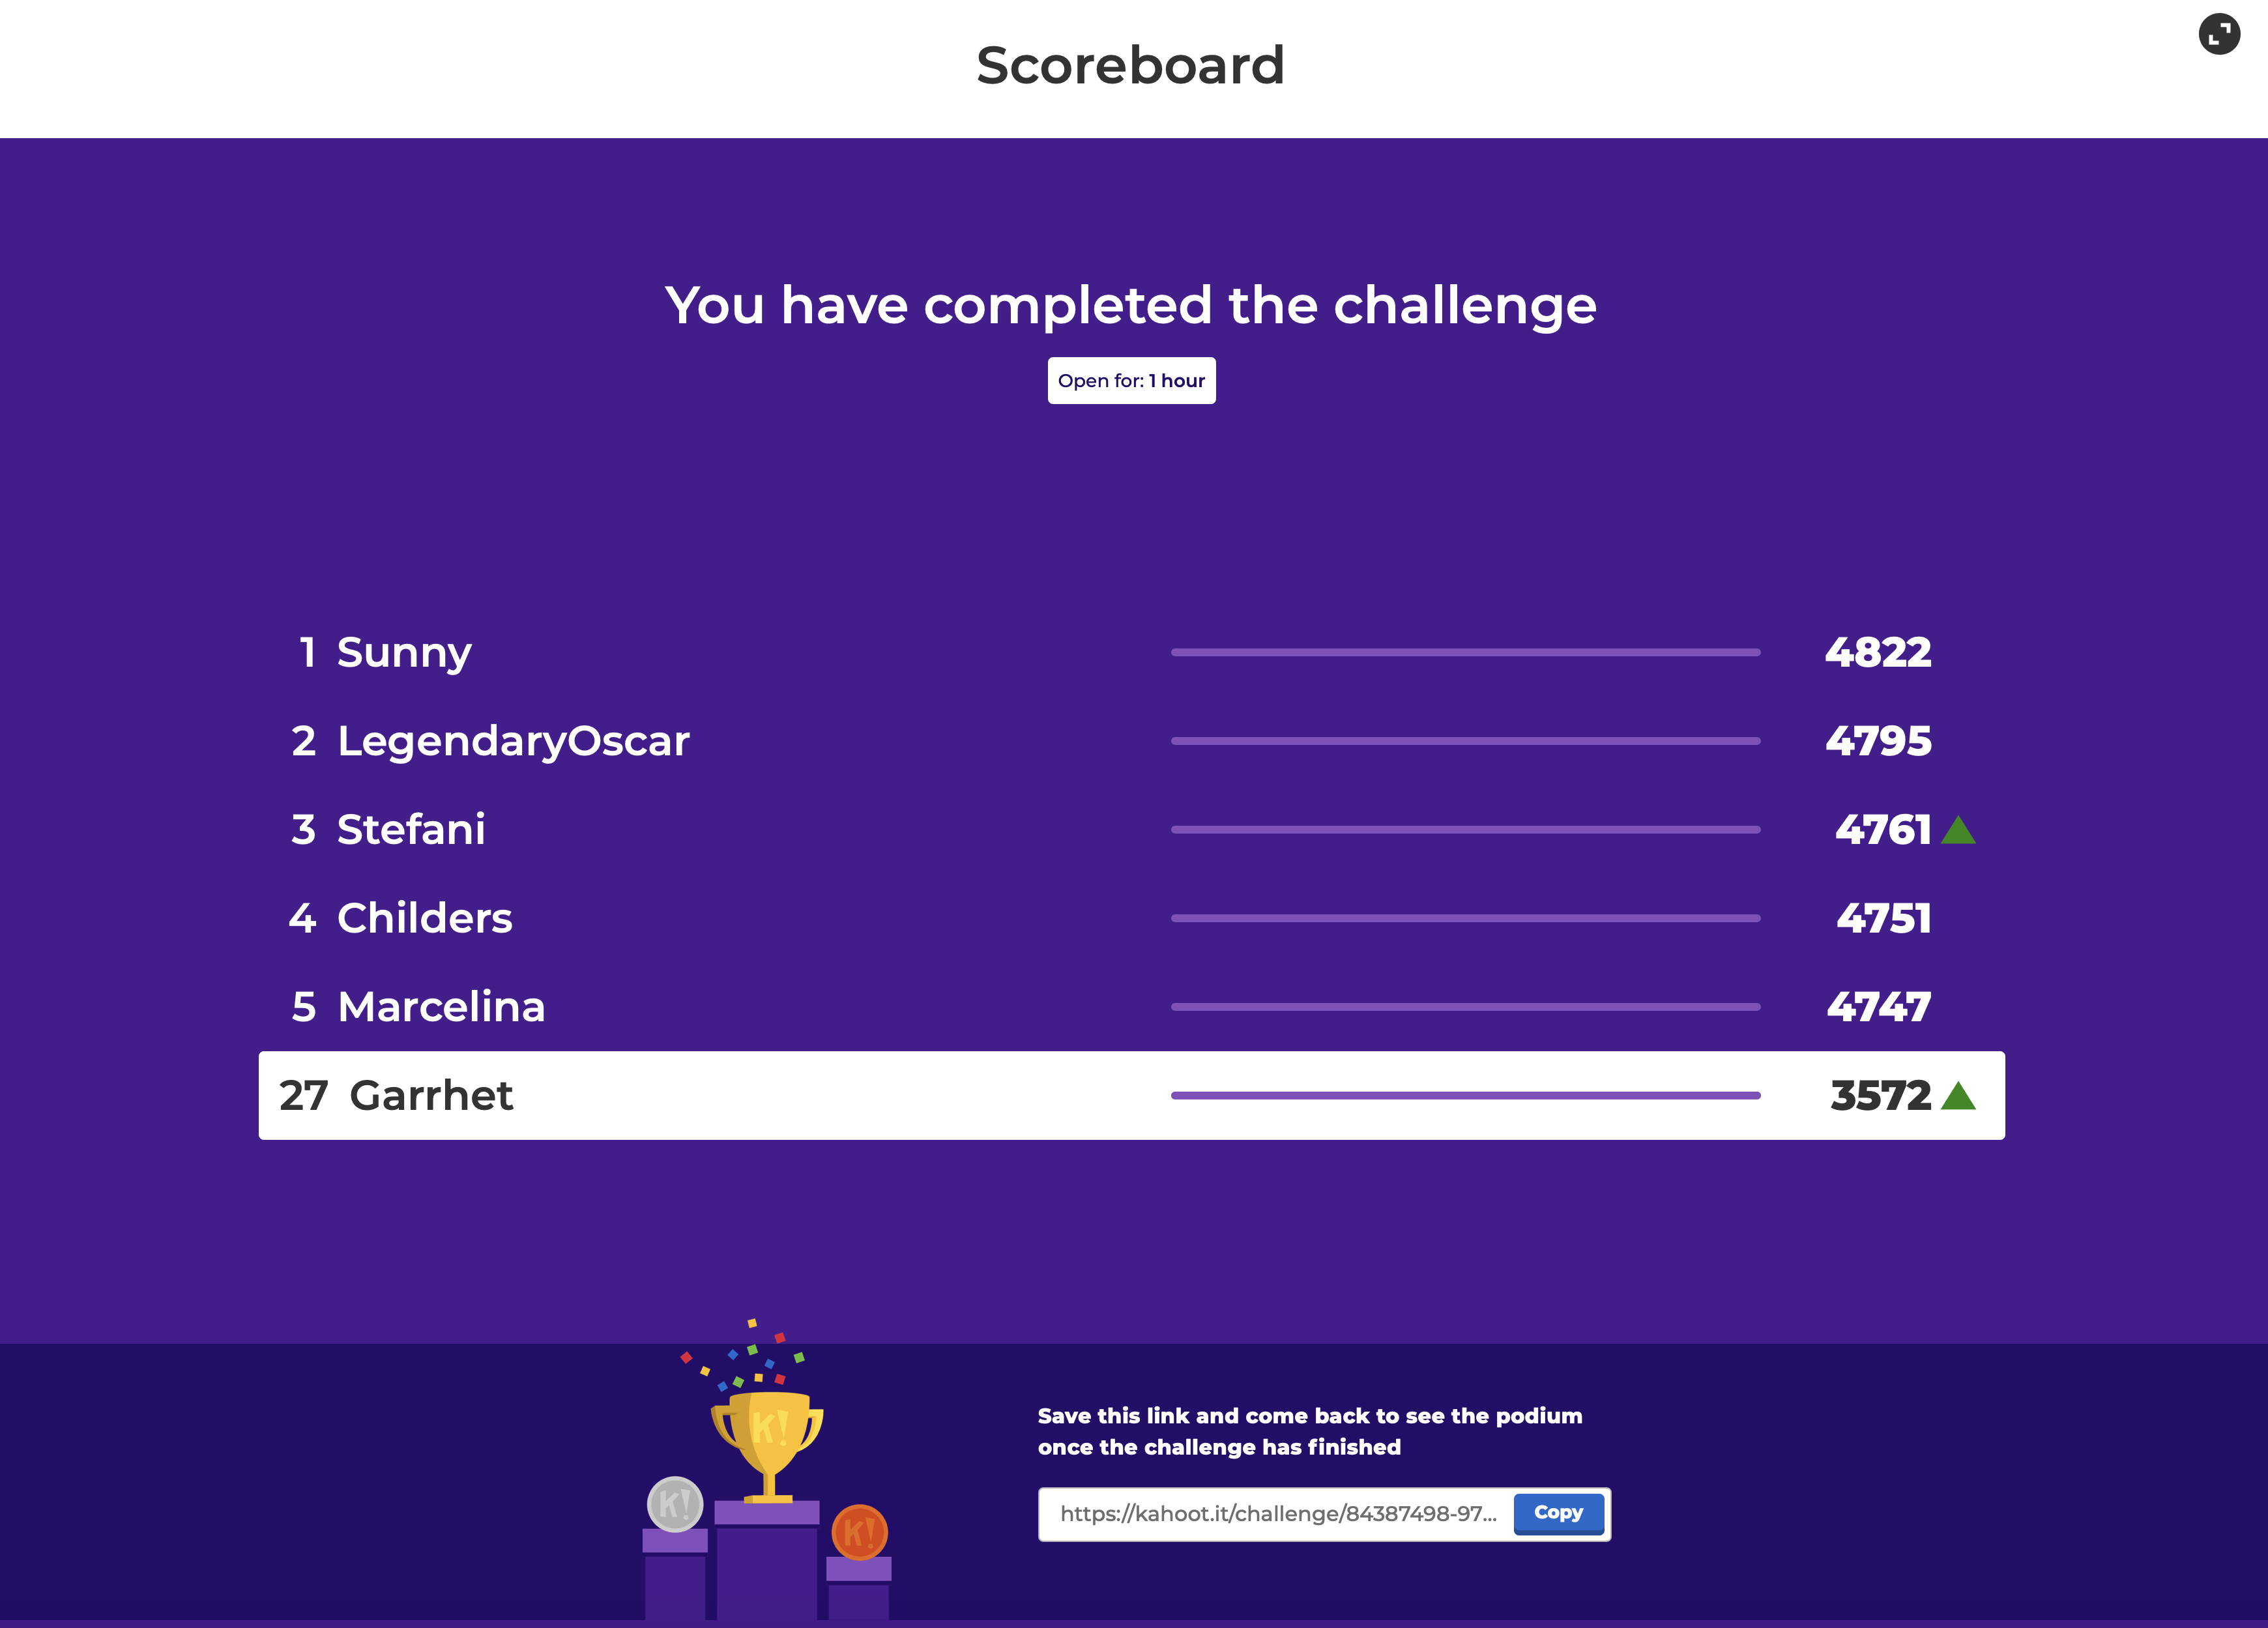 Scoreboard
You have completed the challenge
Open for: 1 hour
1 Sunny 4822
2 LegendaryOscar 4795
3 Stefani 4761
4 Childers 4751
5 Marcelina 4747
27 Garrhet 3572
K!
K!
K!
Save this link and come back to see the podium
once the challenge has finished
https://kahoot.it/challenge/84387498-97... Copy